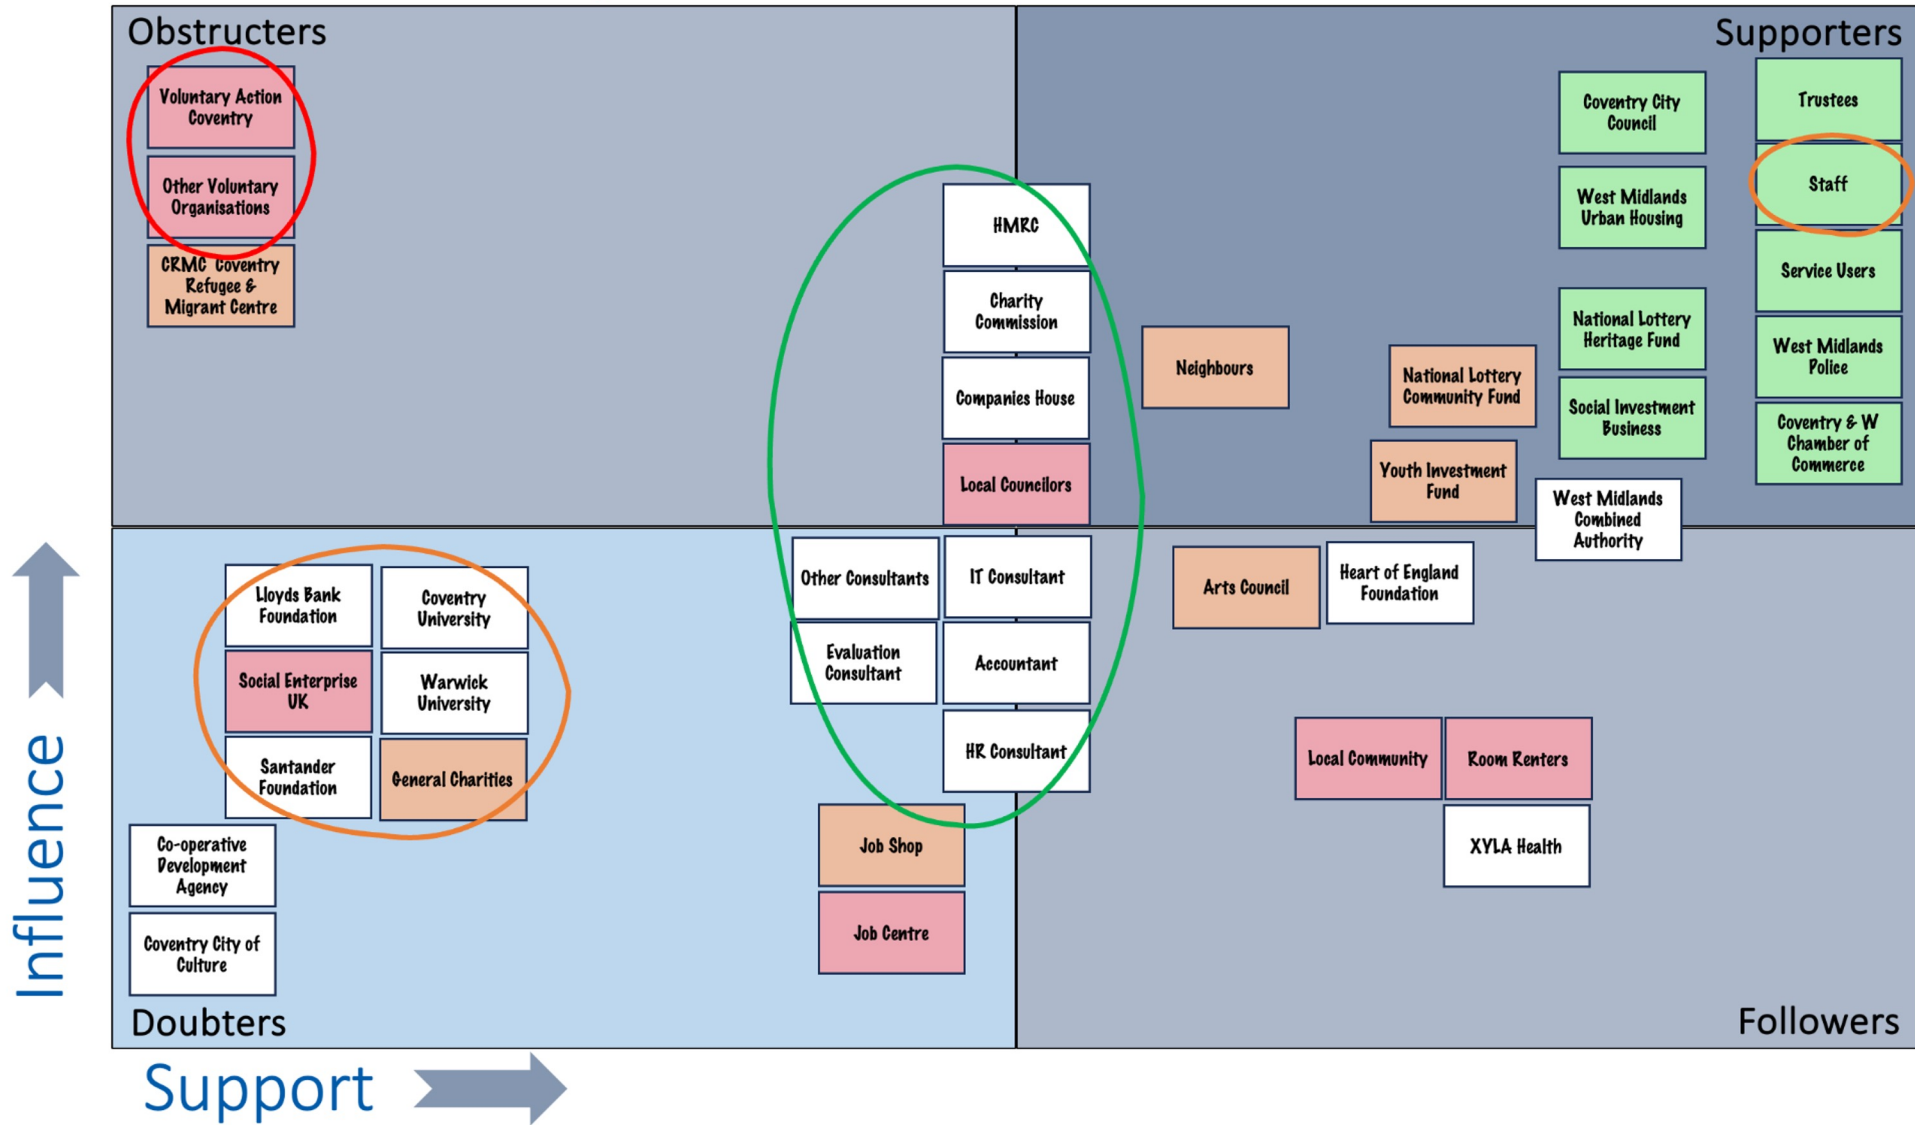 Obstructers
Supporters
Voluntary Action
Coventry
Other Voluntary
Organisations
CRMC Coventry
Refugee &
Migrant Centre
HMRC
Charity
Commission
Companies House
Local Councilors
Neighbours
National Lottery
Community Fund
Youth Investment
Fund
Coventry City
Council
West Midlands
Urban Housing
National Lottery
Heritage Fund
Social Investment
Business
West Midlands
Combined
Authority
Trustees
Staff
Service Users
West Midlands
Police
Coventry & W
Chamber of
Commerce
Lloyds Bank
Foundation
Coventry
University
Social Enterprise
UK
Warwick
University
Santander
Foundation
General Charities
Co-operative
Development
Agency
Coventry City of
Culture
Other Consultants
IT Consultant
Evaluation
Consultant
Accountant
HR Consultant
Job Shop
Job Centre
Arts Council
Heart of England
Foundation
Local Community
Room Renters
XYLA Health
Doubters
Followers
Influence
Support